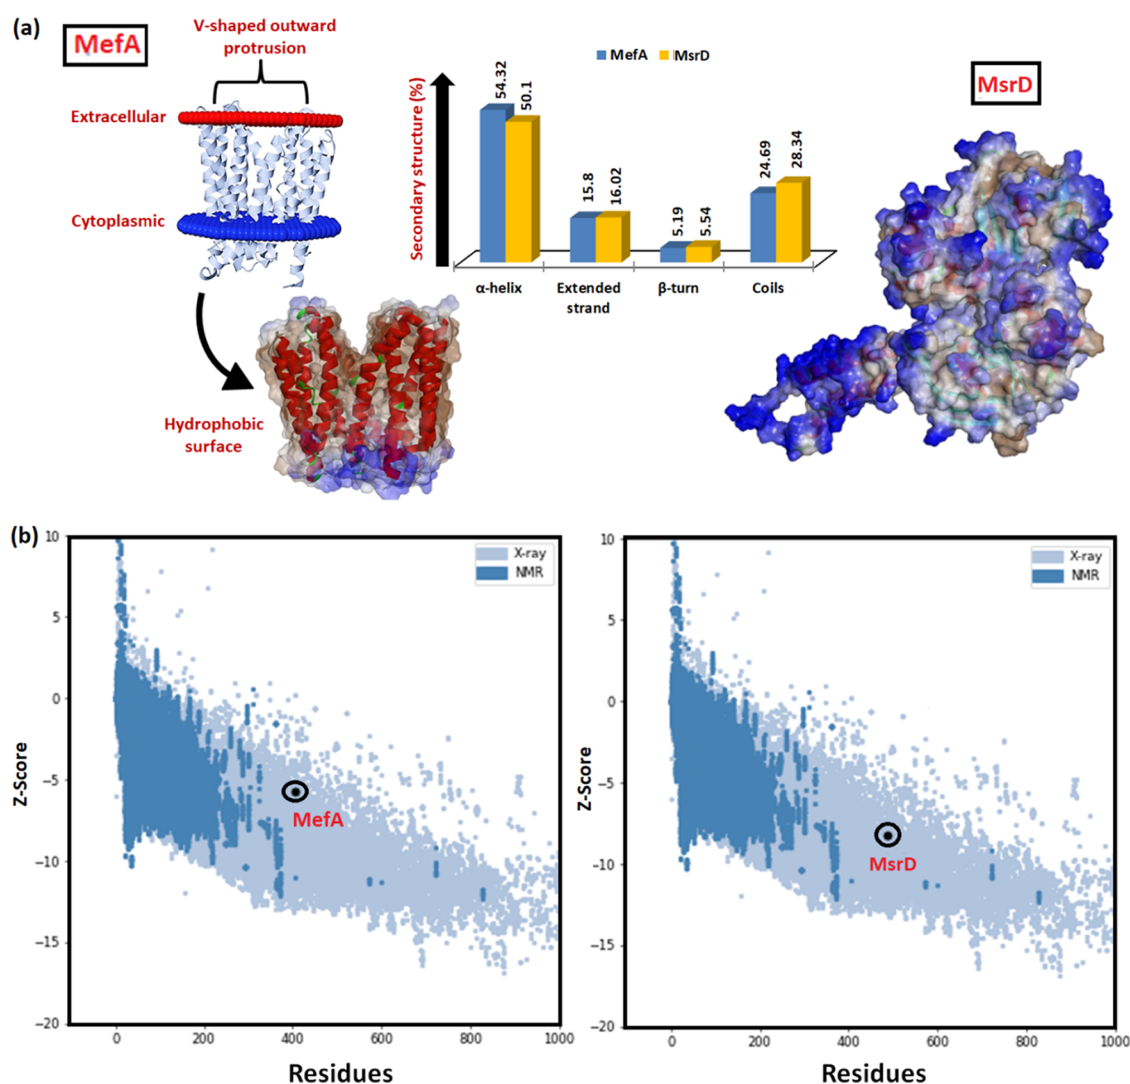 (a)
MefA
V-shaped outward
protrusion
Extracellular
Cytoplasmic
Hydrophobic
surface
Secondary structure (%)
MefA
MsrD
54.32
50.1
15.8
16.02
5.19
5.54
24.69
28.34
α-helix
Extended
strand
β-turn
Coils
MsrD
(b)
10
5
0
−5
−10
−15
−20
Z-Score
X-ray
NMR
MefA
0
200
400
600
800
1000
Residues
10
5
0
−5
−10
−15
−20
Z-Score
X-ray
NMR
MsrD
0
200
400
600
800
1000
Residues